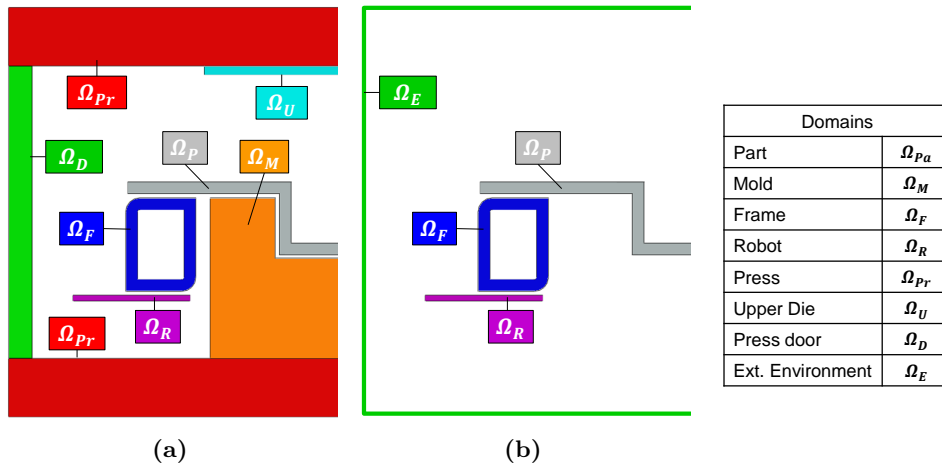 Ω_Pr
Ω_U
Ω_D
Ω_P
Ω_M
Ω_F
Ω_R
Ω_Pr
(a)
Ω_E
Ω_P
Ω_F
Ω_R
(b)
Domains
Part Ω_Pa
Mold Ω_M
Frame Ω_F
Robot Ω_R
Press Ω_Pr
Upper Die Ω_U
Press door Ω_D
Ext. Environment Ω_E